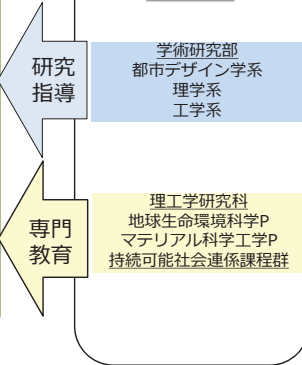 研究
指導
学術研究部
都市デザイン学系
理学系
工学系
専門
教育
理工学研究科
地球生命環境科学P
マテリアル科学工学P
持続可能社会連係課程群